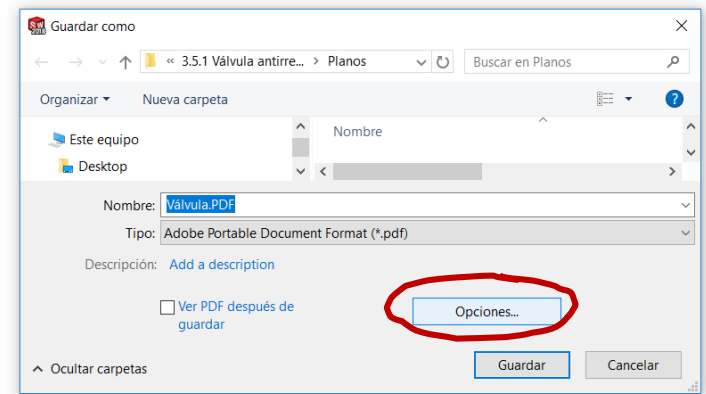 SW
2018
Guardar como
« 3.5.1 Válvula antirre... > Planos
Buscar en Planos
Organizar
Nueva carpeta
?
Este equipo
Nombre
Desktop
Nombre: Válvula.PDF
Tipo: Adobe Portable Document Format (*.pdf)
Descripción: Add a description
Ver PDF después de
guardar
Opciones...
Ocultar carpetas
Guardar
Cancelar